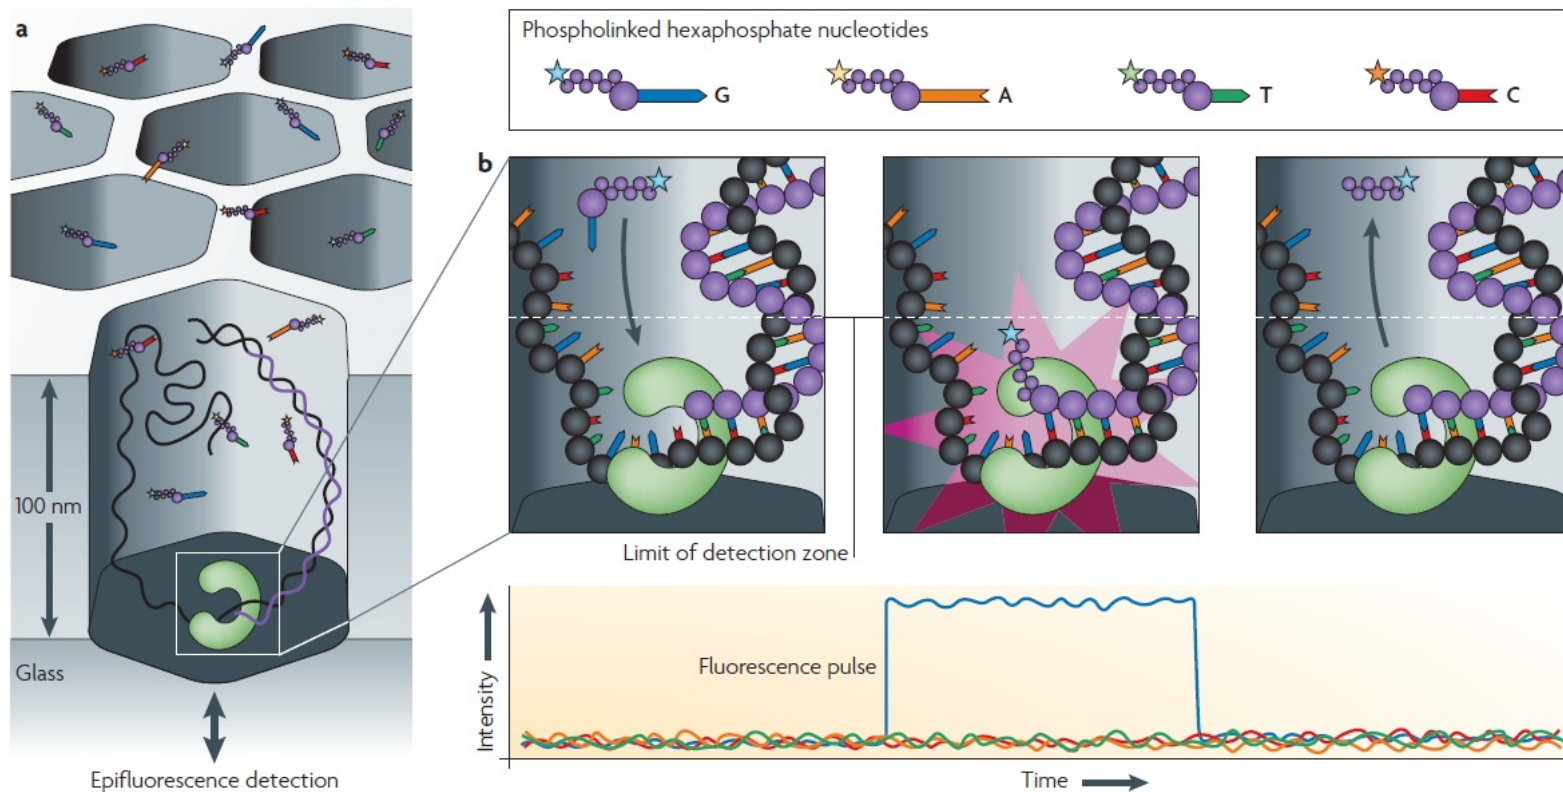 a
Phospholinked hexaphosphate nucleotides
G
A
T
C
b
100 nm
Limit of detection zone
Glass
Fluorescence pulse
Intensity
Epifluorescence detection
Time